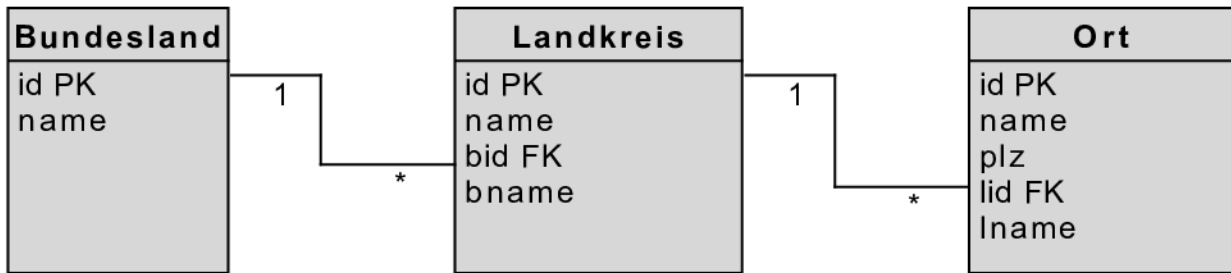 Bundesland
id PK
name
1
*
Landkreis
id PK
name
bid FK
bname
1
*
Ort
id PK
name
plz
lid FK
lname